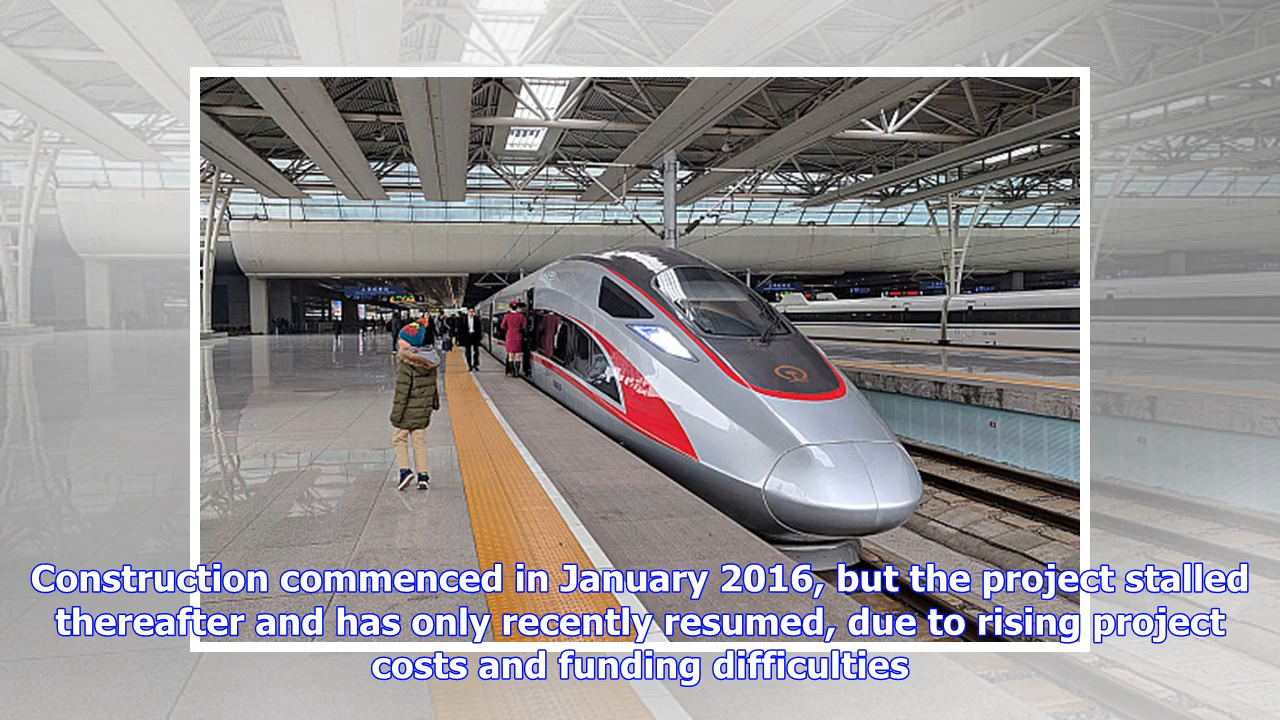 Construction commenced in January 2016, but the project stalled
thereafter and has only recently resumed, due to rising project
costs and funding difficulties